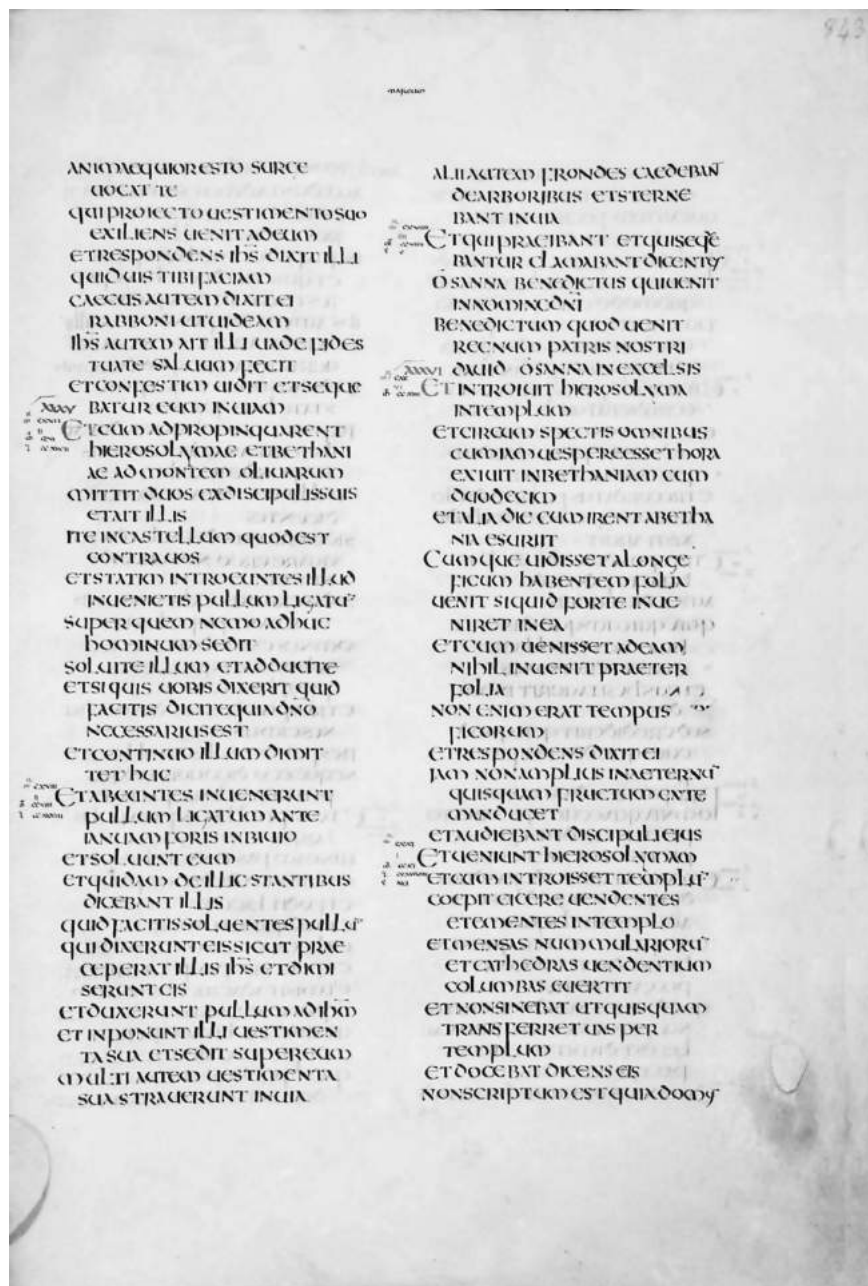 843
MARCUM
ANIMAEQUIOR ESTO SURGE
UOCAT TE
QUI PROIECTO UESTIMENTO SUO
EXILIENS UENIT AD EUM
ET RESPONDENS IHS DIXIT ILLI
QUID UIS TIBI FACIAM
CAECUS AUTEM DIXIT EI
RABBONI UT UIDEAM
IHS AUTEM AIT ILLI UADE FIDES
TUA TE SALUUM FECIT
ET CONFESTIM UIDIT ET SEQUE
XXXV BATUR EUM IN UIAM
ET CUM ADPROPINQUARENT
HIEROSOLYMAE ET BETHANI
AE AD MONTEM OLIUARUM
MITTIT DUOS EX DISCIPULIS SUIS
ET AIT ILLIS
ITE IN CASTELLUM QUOD EST
CONTRA UOS
ET STATIM INTROEUNTES ILLUD
INUENIETIS PULLUM LIGATŪ
SUPER QUEM NEMO ADHUC
HOMINUM SEDIT
SOLUITE ILLUM ET ADDUCITE
ET SI QUIS UOBIS DIXERIT QUID
FACITIS DICITE QUIA DNO
NECESSARIUS EST
ET CONTINUO ILLUM DIMIT
TET HUC
ET ABEUNTES INUENERUNT
PULLUM LIGATUM ANTE
IANUAM FORIS IN BIUIO
ET SOLUUNT EUM
ET QUIDAM DE ILLIC STANTIBUS
DICEBANT ILLIS
QUID FACITIS SOLUENTES PULLŪ
QUI DIXERUNT EIS SICUT PRAE
CEPERAT ILLIS IHS ET DIMI
SERUNT EIS
ET DUXERUNT PULLUM AD IHM
ET INPONUNT ILLI UESTIMEN
TA SUA ET SEDIT SUPER EUM
MULTI AUTEM UESTIMENTA
SUA STRAUERUNT IN UIA
ALII AUTEM FRONDES CAEDEBANT
DE ARBORIBUS ET STERNE
BANT IN UIA
ET QUI PRAEIBANT ET QUI SEQUE
BANTUR CLAMABANT DICENTES
OSANNA BENEDICTUS QUI UENIT
IN NOMINE DNI
BENEDICTUM QUOD UENIT
REGNUM PATRIS NOSTRI
XXXVI DAUID OSANNA IN EXCELSIS
ET INTROIUIT HIEROSOLYMA
IN TEMPLUM
ET CIRCUMSPECTIS OMNIBUS
CUM IAM UESPERE ESSET HORA
EXIUIT IN BETHANIAM CUM
DUODECIM
ET ALIA DIE CUM IRENT A BETHA
NIA ESURIIT
CUMQUE UIDISSET A LONGE
FICUM HABENTEM FOLIA
UENIT SI QUID FORTE INUE
NIRET IN EA
ET CUM UENISSET AD EAM
NIHIL INUENIT PRAETER
FOLIA
NON ENIM ERAT TEMPUS
FICORUM
ET RESPONDENS DIXIT EI
IAM NON AMPLIUS IN AETERNŪ
QUISQUAM FRUCTUM EX TE
MANDUCET
ET AUDIEBANT DISCIPULI EIUS
ET UENIUNT HIEROSOLYMAM
ET CUM INTROISSET TEMPLŪ
COEPIT EICERE UENDENTES
ET EMENTES IN TEMPLO
ET MENSAS NUMMULARIORŪ
ET CATHEDRAS UENDENTIUM
COLUMBAS EUERTIT
ET NON SINEBAT UT QUISQUAM
TRANSFERRET UAS PER
TEMPLUM
ET DOCEBAT DICENS EIS
NON SCRIPTUM EST QUIA DOMUS